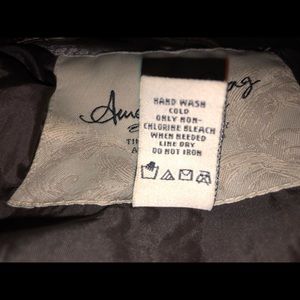 HAND WASH
COLD
ONLY NON-
CHLORINE BLEACH
WHEN NEEDED
LINE DRY
DO NOT IRON